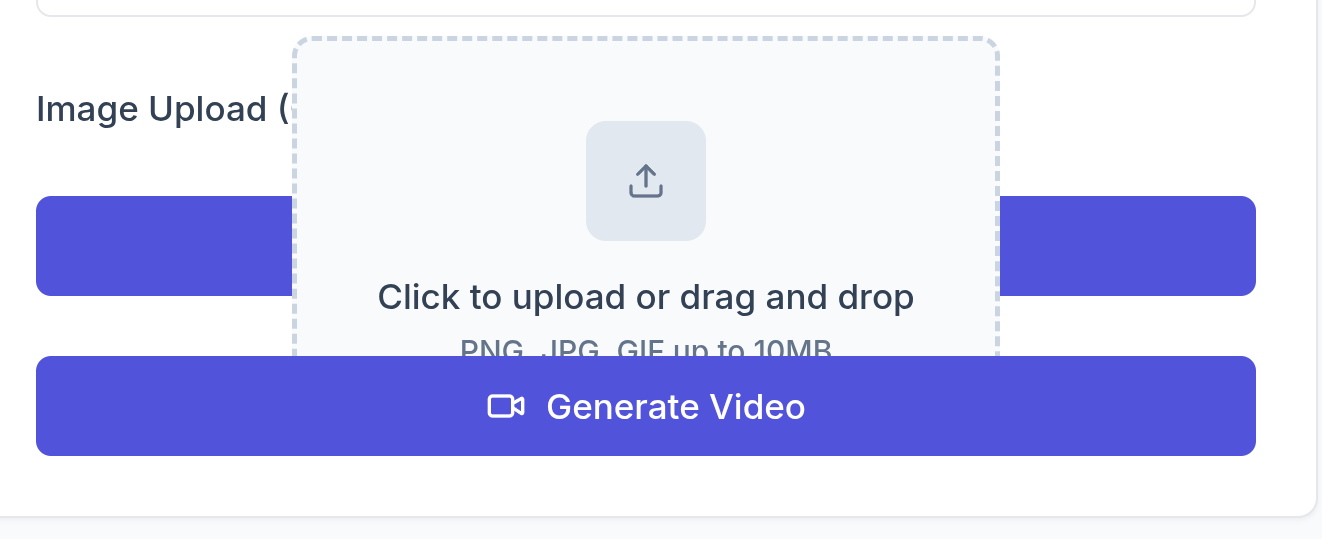 Image Upload (
Click to upload or drag and drop
PNG, JPG, GIF up to 10MB
Generate Video